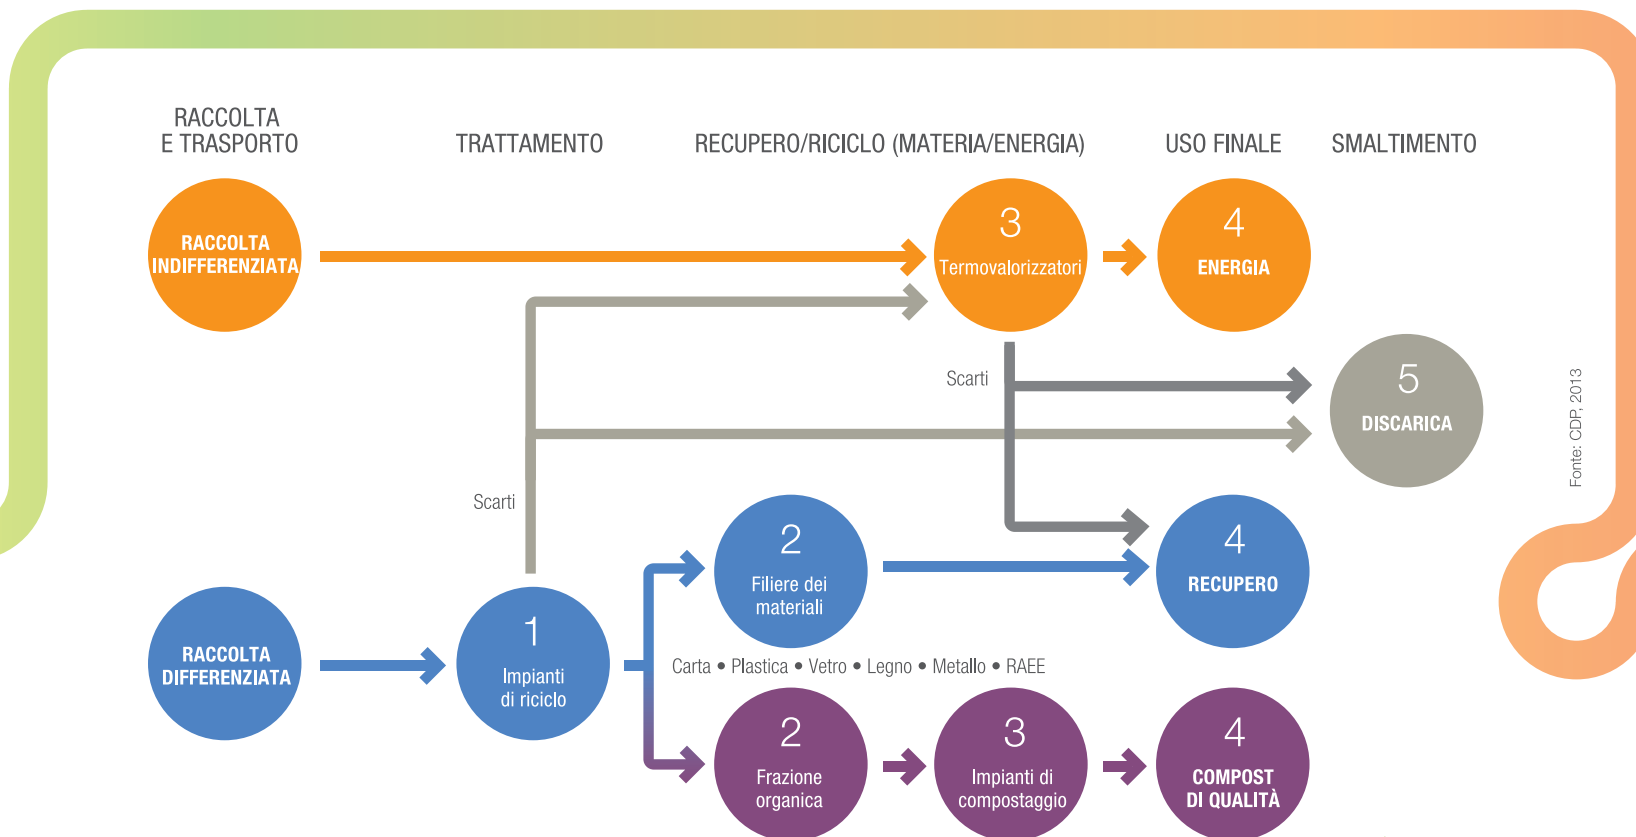 RACCOLTA
E TRASPORTO
TRATTAMENTO
RECUPERO/RICICLO (MATERIA/ENERGIA)
USO FINALE
SMALTIMENTO
RACCOLTA
INDIFFERENZIATA
3
Termovalorizzatori
4
ENERGIA
Scarti
5
DISCARICA
Fonte: CDP, 2013
Scarti
2
Filiere dei
materiali
4
RECUPERO
RACCOLTA
DIFFERENZIATA
1
Impianti
di riciclo
Carta • Plastica • Vetro • Legno • Metallo • RAEE
2
Frazione
organica
3
Impianti di
compostaggio
4
COMPOST
DI QUALITÀ